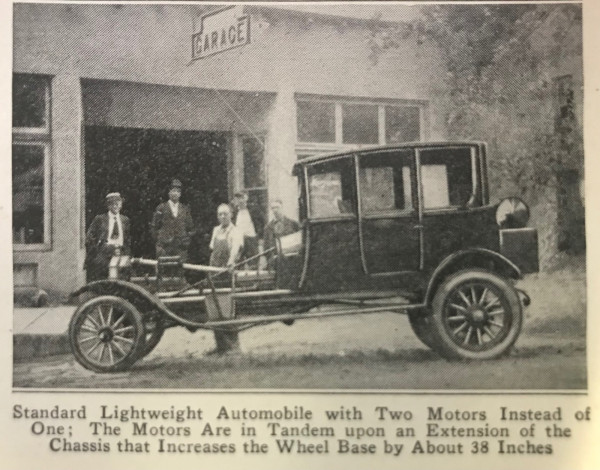 GARAGE
Standard Lightweight Automobile with Two Motors Instead of
One; The Motors Are in Tandem upon an Extension of the
Chassis that Increases the Wheel Base by About 38 Inches